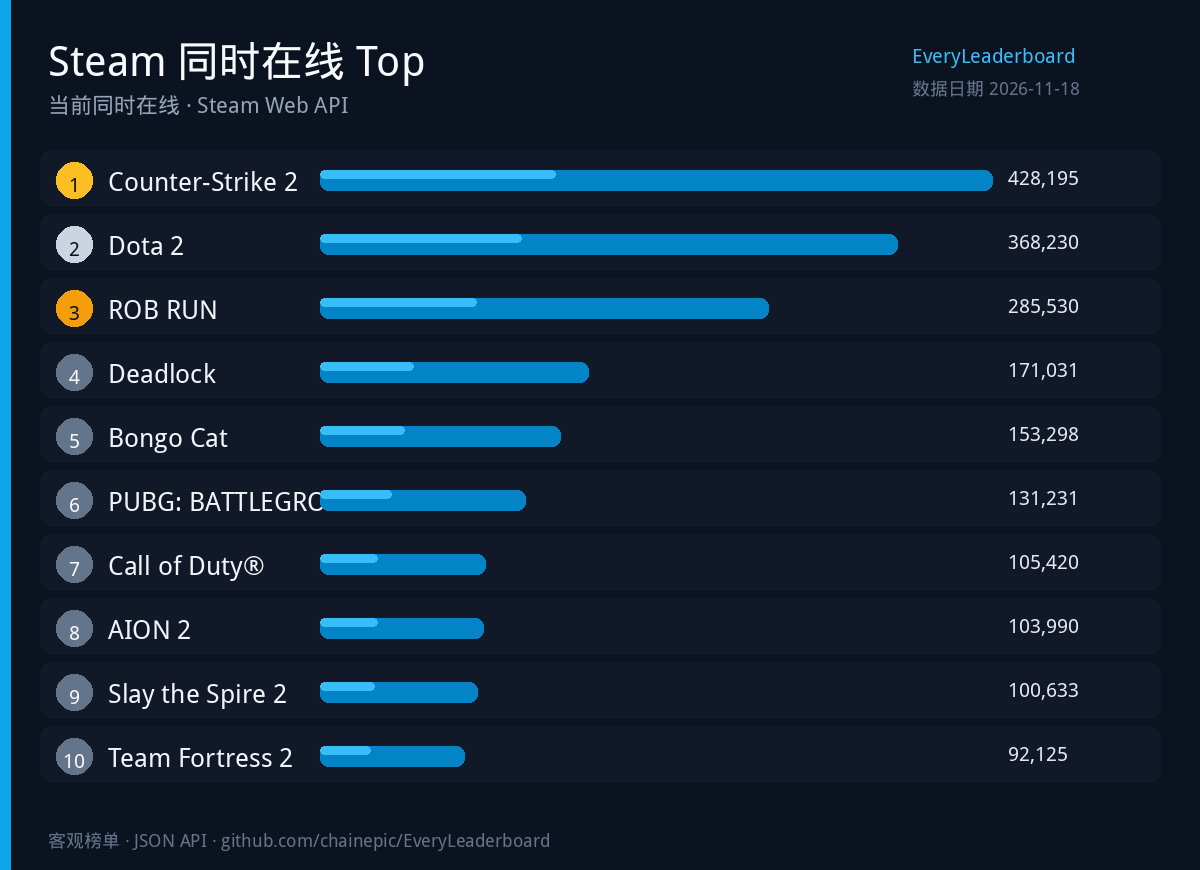 Steam 同时在线 Top
当前同时在线 · Steam Web API
EveryLeaderboard
数据日期 2026-11-18
1 Counter-Strike 2 428,195
2 Dota 2 368,230
3 ROB RUN 285,530
4 Deadlock 171,031
5 Bongo Cat 153,298
6 PUBG: BATTLEGRO 131,231
7 Call of Duty® 105,420
8 AION 2 103,990
9 Slay the Spire 2 100,633
10 Team Fortress 2 92,125
客观榜单 · JSON API · github.com/chainepic/EveryLeaderboard